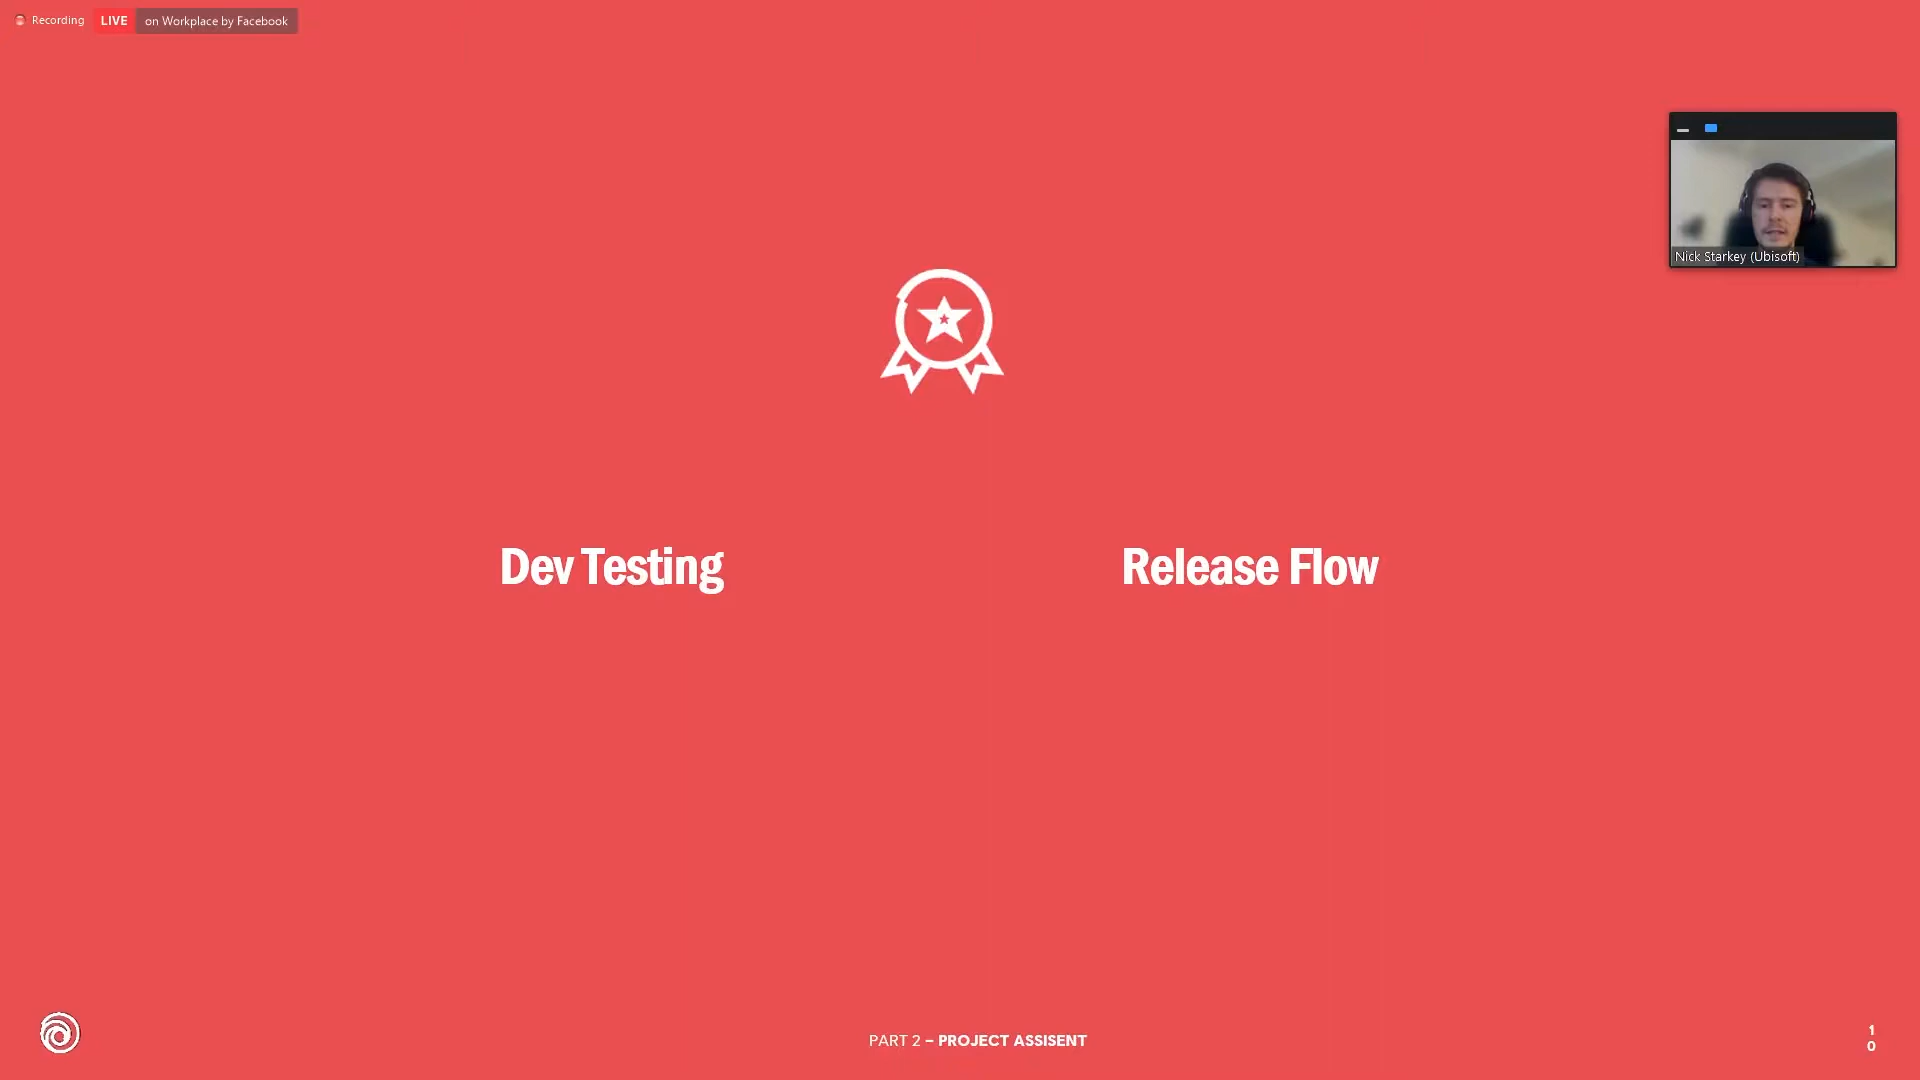 Recording LIVE on Workplace by Facebook
Nick Starkey (Ubisoft)
Dev Testing
Release Flow
PART 2 – PROJECT ASSISENT
1
0